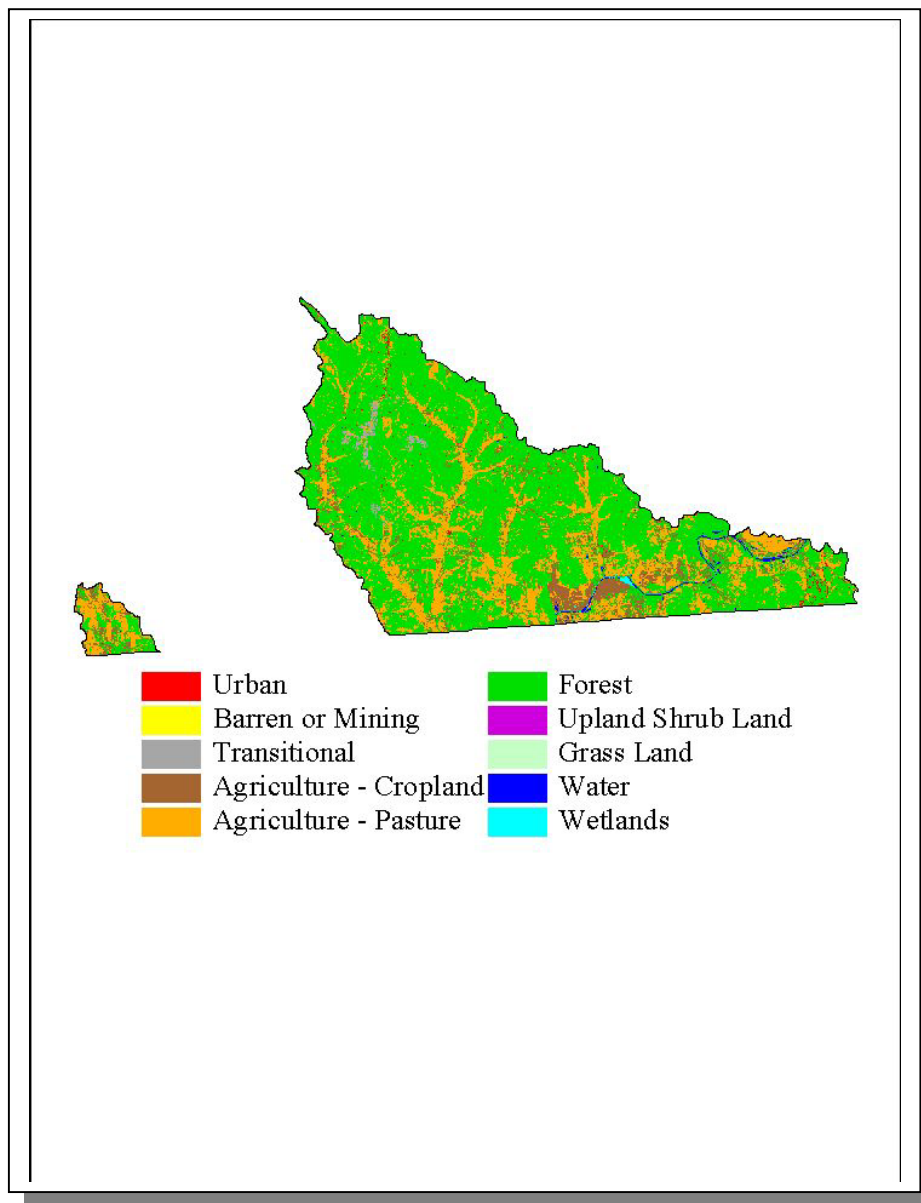 Urban
Barren or Mining
Transitional
Agriculture - Cropland
Agriculture - Pasture
Forest
Upland Shrub Land
Grass Land
Water
Wetlands